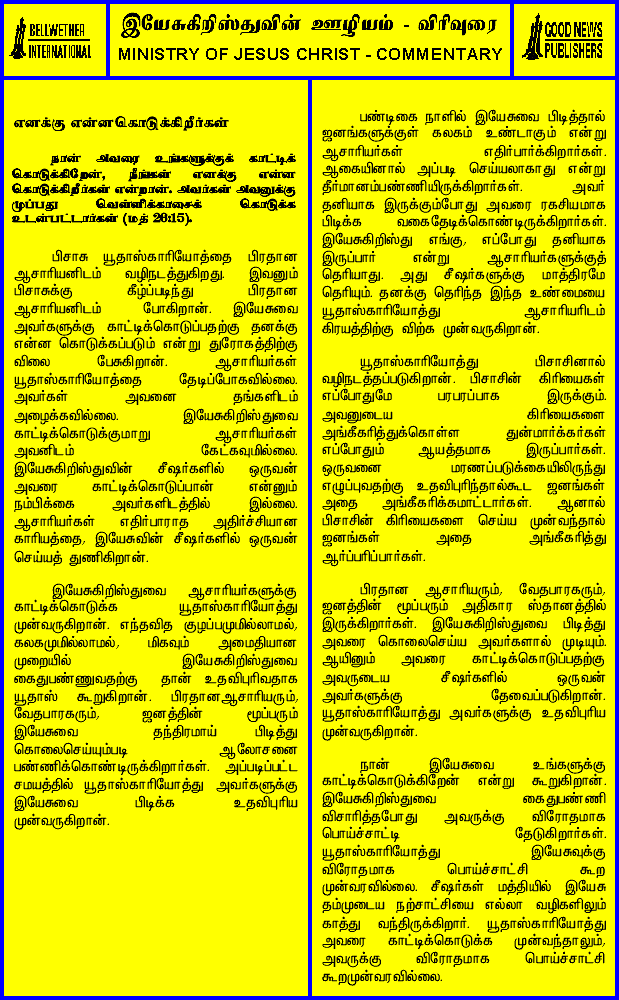 BELLWETHER
INTERNATIONAL
இயேசுகிறிஸ்துவின் ஊழியம் - விரிவுரை
MINISTRY OF JESUS CHRIST - COMMENTARY
GOOD NEWS
PUBLISHERS
எனக்கு என்னகொடுக்கிறீர்கள்
நான் அவரை உங்களுக்குக் காட்டிக்
கொடுக்கிறேன், நீங்கள் எனக்கு என்ன
கொடுக்கிறீர்கள் என்றான். அவர்கள் அவனுக்கு
முப்பது வெள்ளிக்காசைக் கொடுக்க
உடன்பட்டார்கள் (மத் 26:15).
பிசாசு யூதாஸ்காரியோத்தை பிரதான
ஆசாரியனிடம் வழிநடத்துகிறது. இவனும்
பிசாசுக்கு கீழ்ப்படிந்து பிரதான
ஆசாரியனிடம் போகிறான். இயேசுவை
அவர்களுக்கு காட்டிக்கொடுப்பதற்கு தனக்கு
என்ன கொடுக்கப்படும் என்று துரோகத்திற்கு
விலை பேசுகிறான். ஆசாரியர்கள்
யூதாஸ்காரியோத்தை தேடிப்போகவில்லை.
அவர்கள் அவனை தங்களிடம்
அழைக்கவில்லை. இயேசுகிறிஸ்துவை
காட்டிக்கொடுக்குமாறு ஆசாரியர்கள்
அவனிடம் கேட்கவுமில்லை.
இயேசுகிறிஸ்துவின் சீஷர்களில் ஒருவன்
அவரை காட்டிக்கொடுப்பான் என்னும்
நம்பிக்கை அவர்களிடத்தில் இல்லை.
ஆசாரியர்கள் எதிர்பாராத அதிர்ச்சியான
காரியத்தை, இயேசுவின் சீஷர்களில் ஒருவன்
செய்யத் துணிகிறான்.
இயேசுகிறிஸ்துவை ஆசாரியர்களுக்கு
காட்டிக்கொடுக்க யூதாஸ்காரியோத்து
முன்வருகிறான். எந்தவித குழப்பமுமில்லாமல்,
கலகமுமில்லாமல், மிகவும் அமைதியான
முறையில் இயேசுகிறிஸ்துவை
கைதுபண்ணுவதற்கு தான் உதவிபுரிவதாக
யூதாஸ் கூறுகிறான். பிரதானஆசாரியரும்,
வேதபாரகரும், ஜனத்தின் மூப்பரும்
இயேசுவை தந்திரமாய் பிடித்து
கொலைசெய்யும்படி ஆலோசனை
பண்ணிக்கொண்டிருக்கிறார்கள். அப்படிப்பட்ட
சமயத்தில் யூதாஸ்காரியோத்து அவர்களுக்கு
இயேசுவை பிடிக்க உதவிபுரிய
முன்வருகிறான்.
பண்டிகை நாளில் இயேசுவை பிடித்தால்
ஜனங்களுக்குள் கலகம் உண்டாகும் என்று
ஆசாரியர்கள் எதிர்பார்க்கிறார்கள்.
ஆகையினால் அப்படி செய்யலாகாது என்று
தீர்மானம்பண்ணியிருக்கிறார்கள். அவர்
தனியாக இருக்கும்போது அவரை ரகசியமாக
பிடிக்க வகைதேடிக்கொண்டிருக்கிறார்கள்.
இயேசுகிறிஸ்து எங்கு, எப்போது தனியாக
இருப்பார் என்று ஆசாரியர்களுக்குத்
தெரியாது. அது சீஷர்களுக்கு மாத்திரமே
தெரியும். தனக்கு தெரிந்த இந்த உண்மையை
யூதாஸ்காரியோத்து ஆசாரியரிடம்
கிரயத்திற்கு விற்க முன்வருகிறான்.
யூதாஸ்காரியோத்து பிசாசினால்
வழிநடத்தப்படுகிறான். பிசாசின் கிரியைகள்
எப்போதுமே பரபரப்பாக இருக்கும்.
அவனுடைய கிரியைகளை
அங்கீகரித்துக்கொள்ள துன்மார்க்கர்கள்
எப்போதும் ஆயத்தமாக இருப்பார்கள்.
ஒருவனை மரணப்படுக்கையிலிருந்து
எழுப்புவதற்கு உதவிபுரிந்தால்கூட ஜனங்கள்
அதை அங்கீகரிக்கமாட்டார்கள். ஆனால்
பிசாசின் கிரியைகளை செய்ய முன்வந்தால்
ஜனங்கள் அதை அங்கீகரித்து
ஆர்ப்பரிப்பார்கள்.
பிரதான ஆசாரியரும், வேதபாரகரும்,
ஜனத்தின் மூப்பரும் அதிகார ஸ்தானத்தில்
இருக்கிறார்கள். இயேசுகிறிஸ்துவை பிடித்து
அவரை கொலைசெய்ய அவர்களால் முடியும்.
ஆயினும் அவரை காட்டிக்கொடுப்பதற்கு
அவருடைய சீஷர்களில் ஒருவன்
அவர்களுக்கு தேவைப்படுகிறான்.
யூதாஸ்காரியோத்து அவர்களுக்கு உதவிபுரிய
முன்வருகிறான்.
நான் இயேசுவை உங்களுக்கு
காட்டிக்கொடுக்கிறேன் என்று கூறுகிறான்.
இயேசுகிறிஸ்துவை கைதுபண்ணி
விசாரித்தபோது அவருக்கு விரோதமாக
பொய்ச்சாட்டி தேடுகிறார்கள்.
யூதாஸ்காரியோத்து இயேசுவுக்கு
விரோதமாக பொய்ச்சாட்சி கூற
முன்வரவில்லை. சீஷர்கள் மத்தியில் இயேசு
தம்முடைய நற்சாட்சியை எல்லா வழிகளிலும்
காத்து வந்திருக்கிறார். யூதாஸ்காரியோத்து
அவரை காட்டிக்கொடுக்க முன்வந்தாலும்,
அவருக்கு விரோதமாக பொய்ச்சாட்சி
கூறமுன்வரவில்லை.